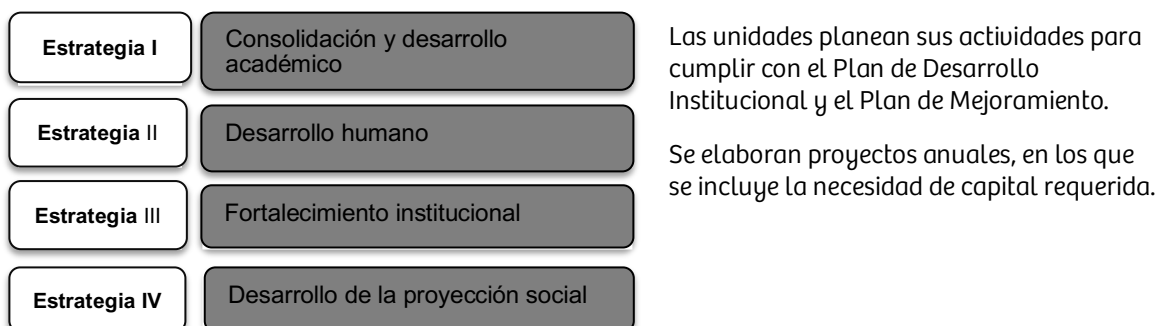 Estrategia I
Consolidación y desarrollo
académico
Estrategia II
Desarrollo humano
Estrategia III
Fortalecimiento institucional
Estrategia IV
Desarrollo de la proyección social
Las unidades planean sus actividades para
cumplir con el Plan de Desarrollo
Institucional y el Plan de Mejoramiento.
Se elaboran proyectos anuales, en los que
se incluye la necesidad de capital requerida.